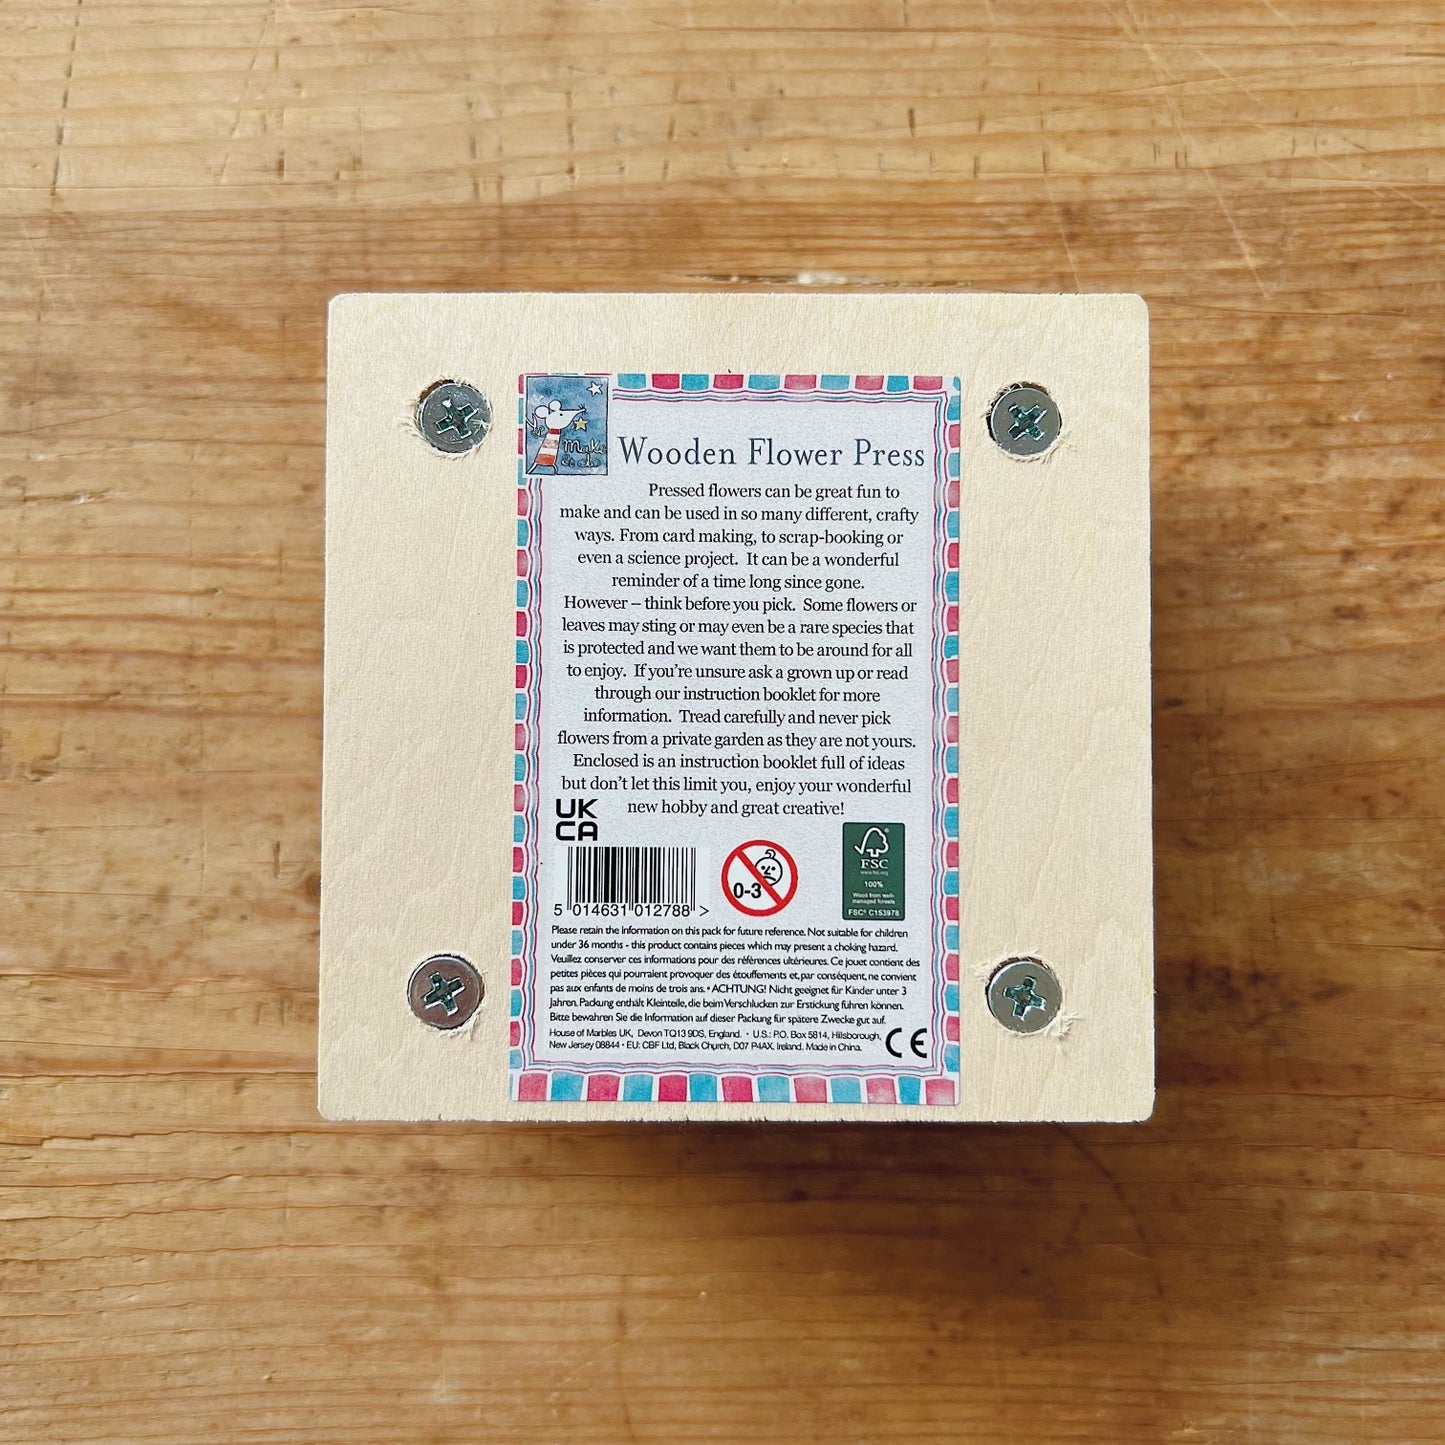 Make
& do
Wooden Flower Press
Pressed flowers can be great fun to
make and can be used in so many different, crafty
ways. From card making, to scrap-booking or
even a science project. It can be a wonderful
reminder of a time long since gone.
However – think before you pick. Some flowers or
leaves may sting or may even be a rare species that
is protected and we want them to be around for all
to enjoy. If you're unsure ask a grown up or read
through our instruction booklet for more
information. Tread carefully and never pick
flowers from a private garden as they are not yours.
Enclosed is an instruction booklet full of ideas
but don't let this limit you, enjoy your wonderful
new hobby and great creative!
UK
CA
5 014631 012788 >
0-3
FSC
www.fsc.org
100%
Wood from well-
managed forests
FSC® C153978
Please retain the information on this pack for future reference. Not suitable for children
under 36 months - this product contains pieces which may present a choking hazard.
Veuillez conserver ces informations pour des références ultérieures. Ce jouet contient des
petites pièces qui pourraient provoquer des étouffements et, par conséquent, ne convient
pas aux enfants de moins de trois ans. • ACHTUNG! Nicht geeignet für Kinder unter 3
Jahren. Packung enthält Kleinteile, die beim Verschlucken zur Erstickung führen können.
Bitte bewahren Sie die Information auf dieser Packung für spätere Zwecke gut auf.
House of Marbles UK, Devon TQ13 9DS, England. • U.S.: P.O. Box 5814, Hillsborough,
New Jersey 08844 • EU: CBF Ltd, Black Church, D07 P4AX, Ireland. Made in China.
CE